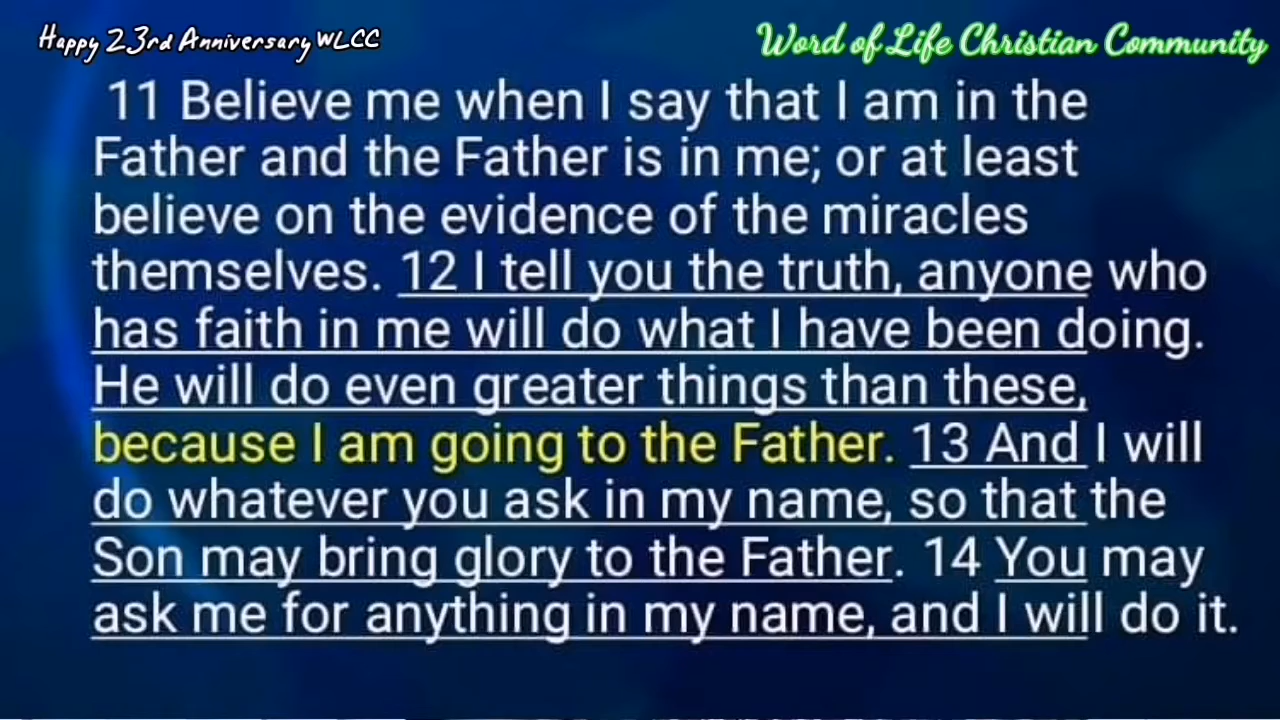 Happy 23rd Anniversary WLCC
Word of Life Christian Community
11 Believe me when I say that I am in the
Father and the Father is in me; or at least
believe on the evidence of the miracles
themselves. 12 I tell you the truth, anyone who
has faith in me will do what I have been doing.
He will do even greater things than these,
because I am going to the Father. 13 And I will
do whatever you ask in my name, so that the
Son may bring glory to the Father. 14 You may
ask me for anything in my name, and I will do it.